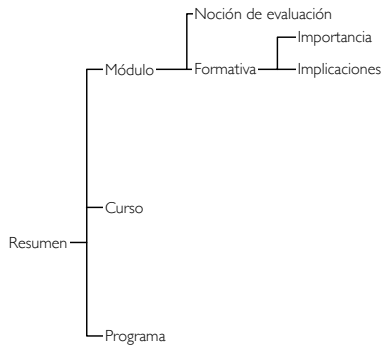 Noción de evaluación
Importancia
Módulo
Formativa
Implicaciones
Curso
Resumen
Programa